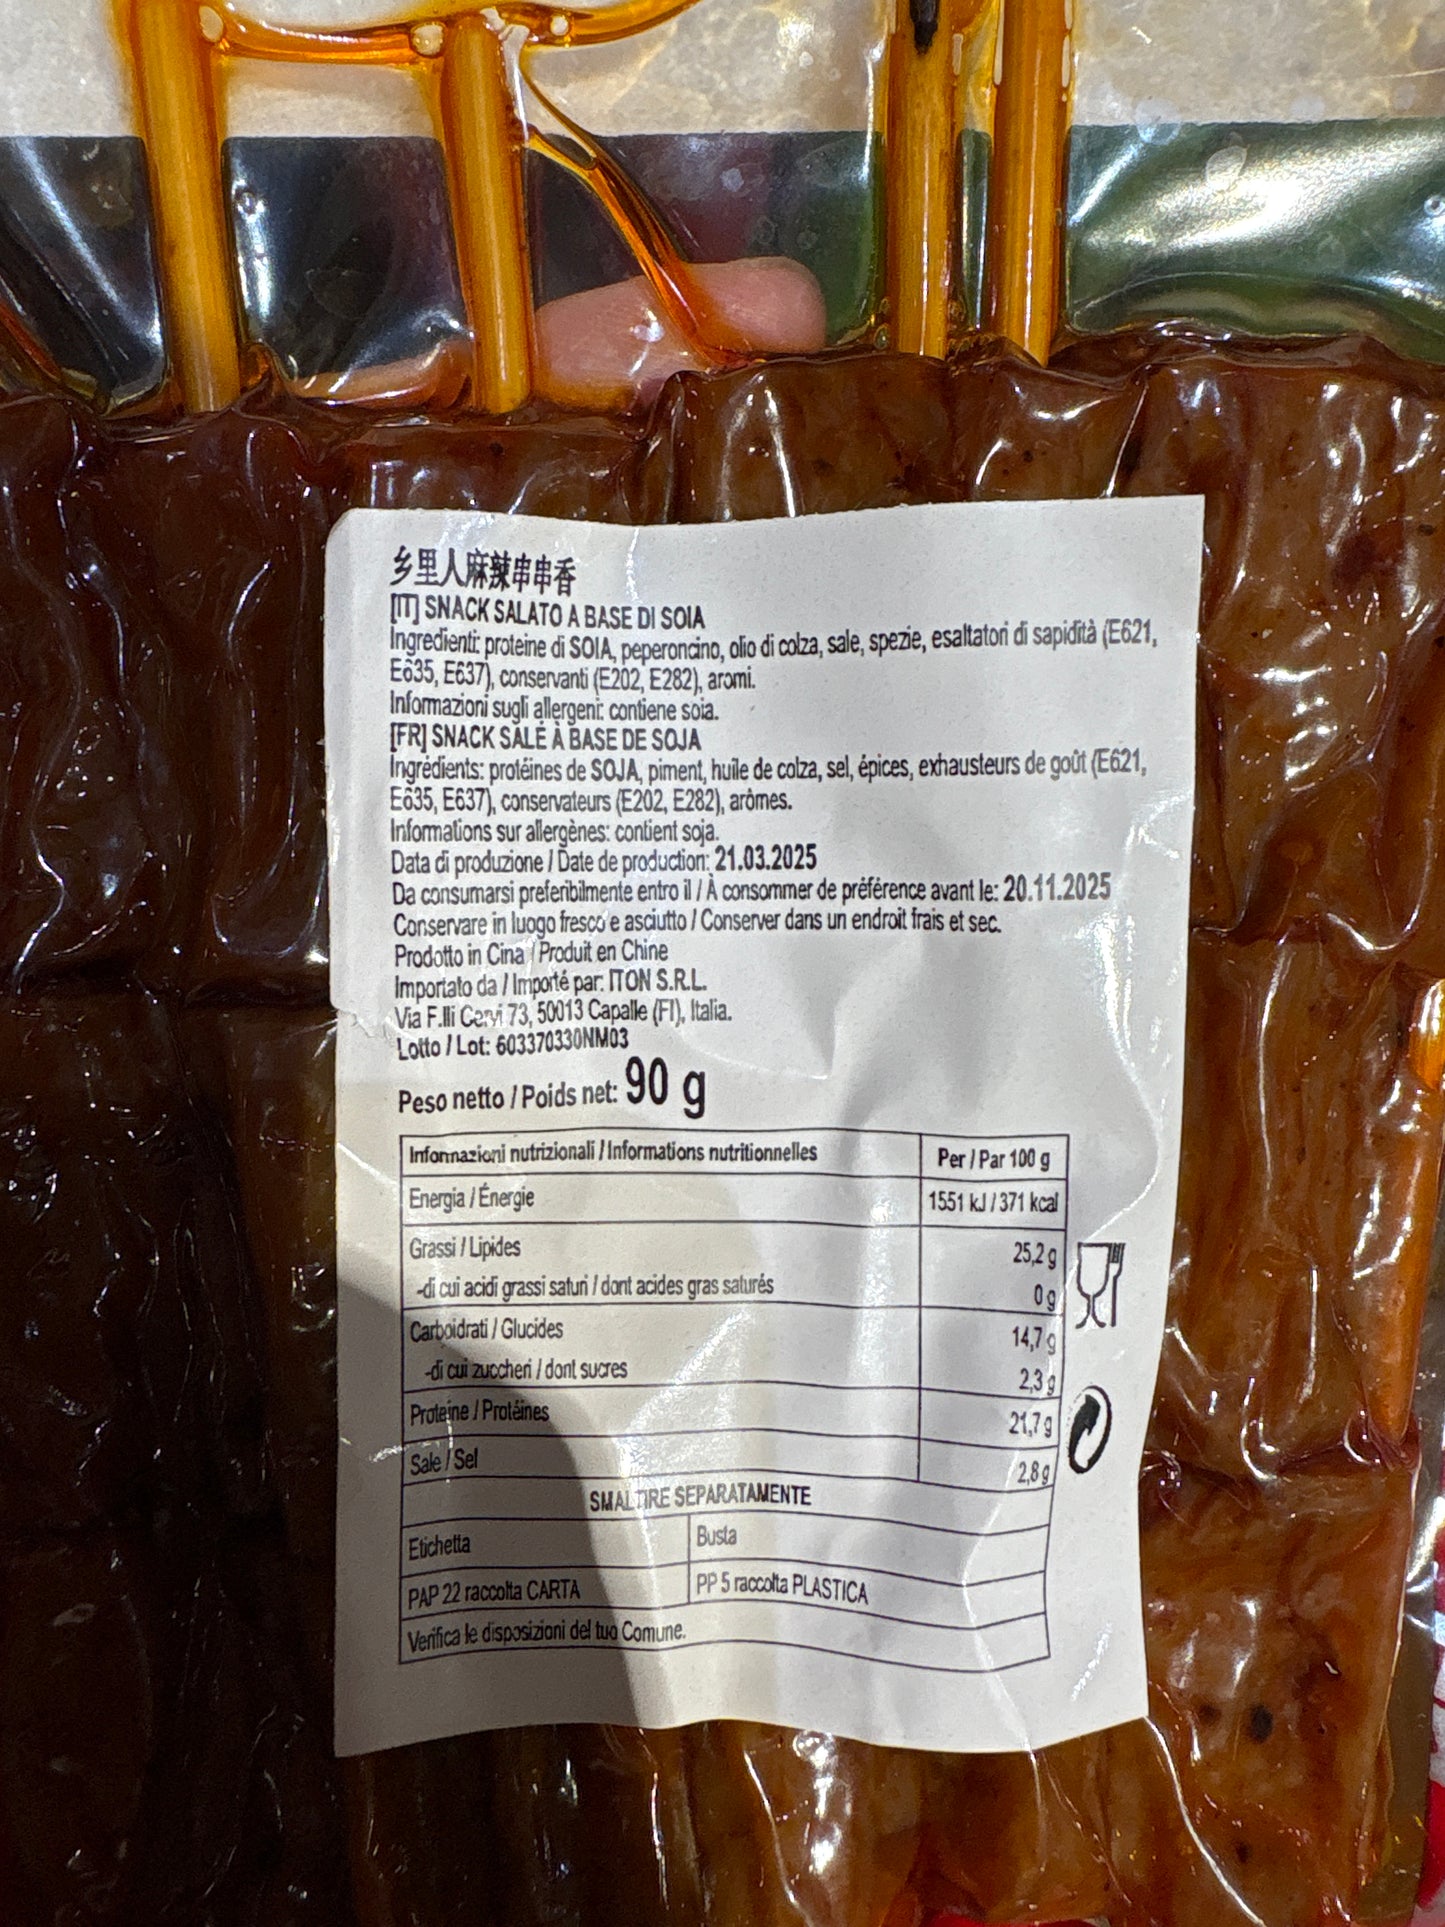 乡里人麻辣串串香
[IT] SNACK SALATO A BASE DI SOIA
Ingredienti: proteine di SOIA, peperoncino, olio di colza, sale, spezie, esaltatori di sapidità (E621,
E635, E637), conservanti (E202, E282), aromi.
Informazioni sugli allergeni: contiene soia.
[FR] SNACK SALÉ À BASE DE SOJA
Ingrédients: protéines de SOJA, piment, huile de colza, sel, épices, exhausteurs de goût (E621,
E635, E637), conservateurs (E202, E282), arômes.
Informations sur allergènes: contient soja.
Data di produzione / Date de production: 21.03.2025
Da consumarsi preferibilmente entro il / À consommer de préférence avant le: 20.11.2025
Conservare in luogo fresco e asciutto / Conserver dans un endroit frais et sec.
Prodotto in Cina / Produit en Chine
Importato da / Importé par: ITON S.R.L.
Via F.lli Cervi 73, 50013 Capalle (FI), Italia.
Lotto / Lot: 603370330NM03
Peso netto / Poids net: 90 g
Informazioni nutrizionali / Informations nutritionnelles Per / Par 100 g
Energia / Énergie 1551 kJ / 371 kcal
Grassi / Lipides 25,2 g
-di cui acidi grassi saturi / dont acides gras saturés 0 g
Carboidrati / Glucides 14,7 g
-di cui zuccheri / dont sucres 2,3 g
Proteine / Protéines 21,7 g
Sale / Sel 2,8 g
SMALTIRE SEPARATAMENTE
Etichetta Busta
PAP 22 raccolta CARTA PP 5 raccolta PLASTICA
Verifica le disposizioni del tuo Comune.